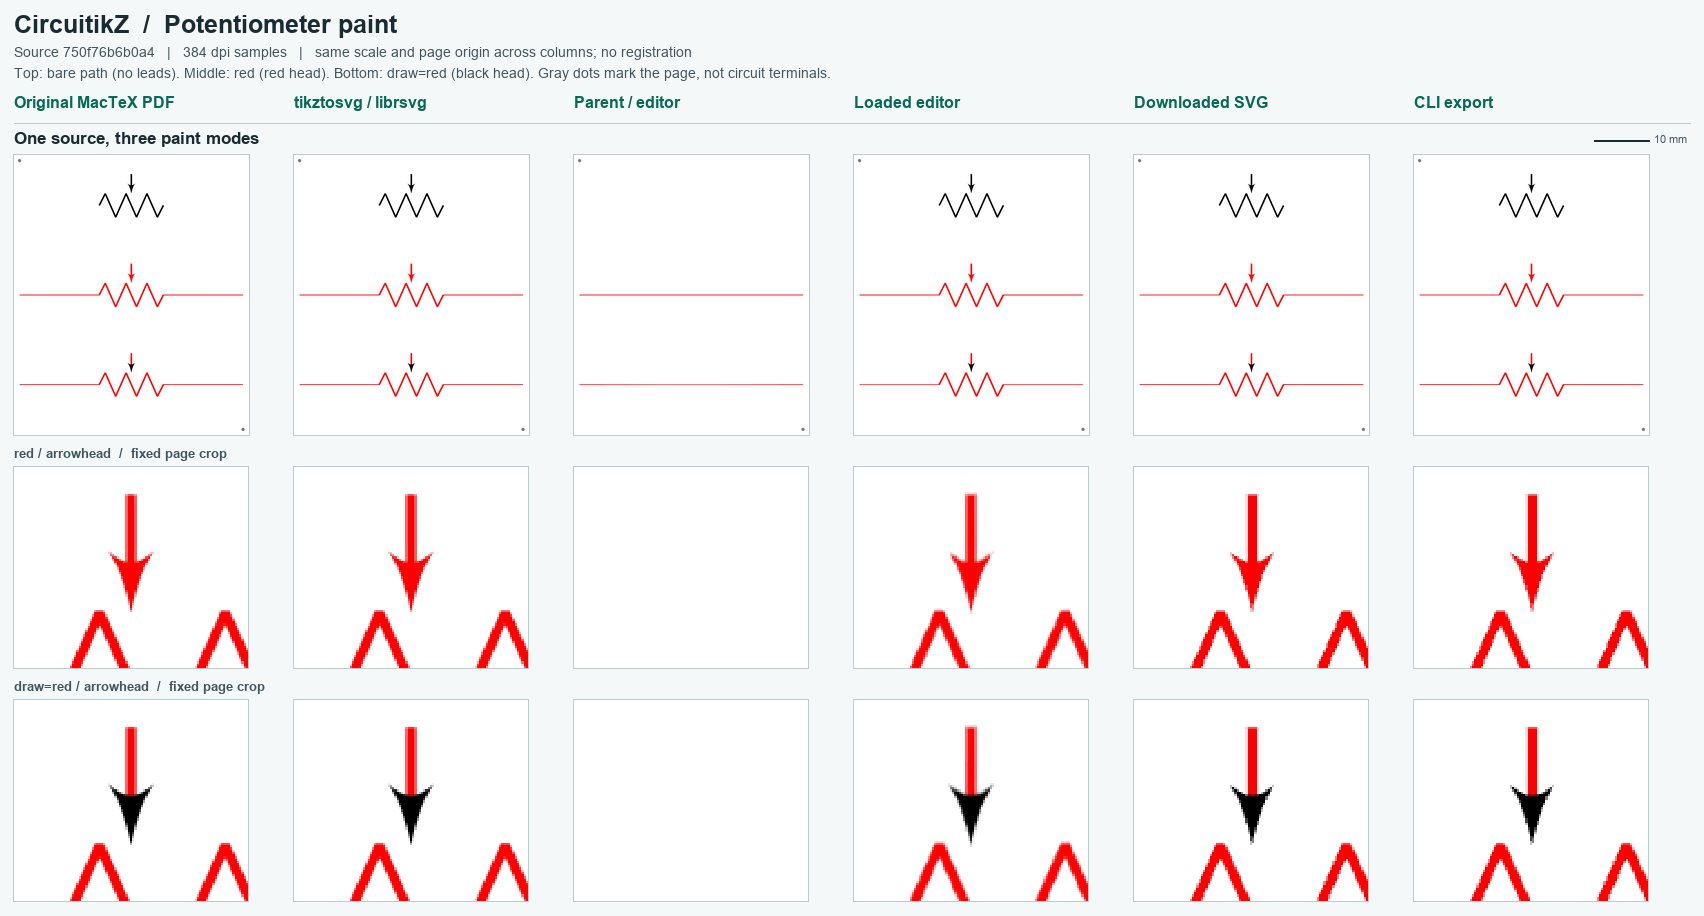 CircuitikZ / Potentiometer paint
Source 750f76b6b0a4 | 384 dpi samples | same scale and page origin across columns; no registration
Top: bare path (no leads). Middle: red (red head). Bottom: draw=red (black head). Gray dots mark the page, not circuit terminals.
Original MacTeX PDF tikztosvg / librsvg Parent / editor Loaded editor Downloaded SVG CLI export
One source, three paint modes
10 mm
red / arrowhead / fixed page crop
draw=red / arrowhead / fixed page crop